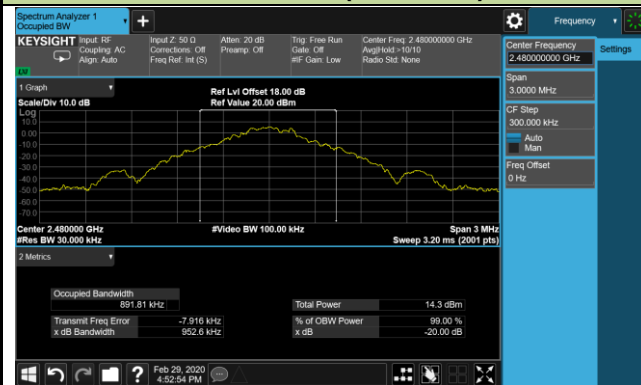 Spectrum Analyzer 1
Occupied BW
Frequency
KEYSIGHT
Input: RF
Coupling: AC
Align: Auto
Input Z: 50 Ω
Corrections: Off
Freq Ref: Int (S)
Atten: 20 dB
Preamp: Off
Trig: Free Run
Gate: Off
#IF Gain: Low
Center Freq: 2.480000000 GHz
Avg|Hold:>10/10
Radio Std: None
LXI
Center Frequency
2.480000000 GHz
Settings
Span
3.0000 MHz
CF Step
300.000 kHz
Auto
Man
Freq Offset
0 Hz
1 Graph
Scale/Div 10.0 dB
Ref Lvl Offset 18.00 dB
Ref Value 20.00 dBm
Log
10.0
0.00
-10.0
-20.0
-30.0
-40.0
-50.0
-60.0
-70.0
Center 2.480000 GHz
#Res BW 30.000 kHz
#Video BW 100.00 kHz
Span 3 MHz
Sweep 3.20 ms (2001 pts)
2 Metrics
Occupied Bandwidth
891.81 kHz
Total Power 14.3 dBm
Transmit Freq Error -7.916 kHz
% of OBW Power 99.00 %
x dB Bandwidth 952.6 kHz
x dB -20.00 dB
Feb 29, 2020
4:52:54 PM